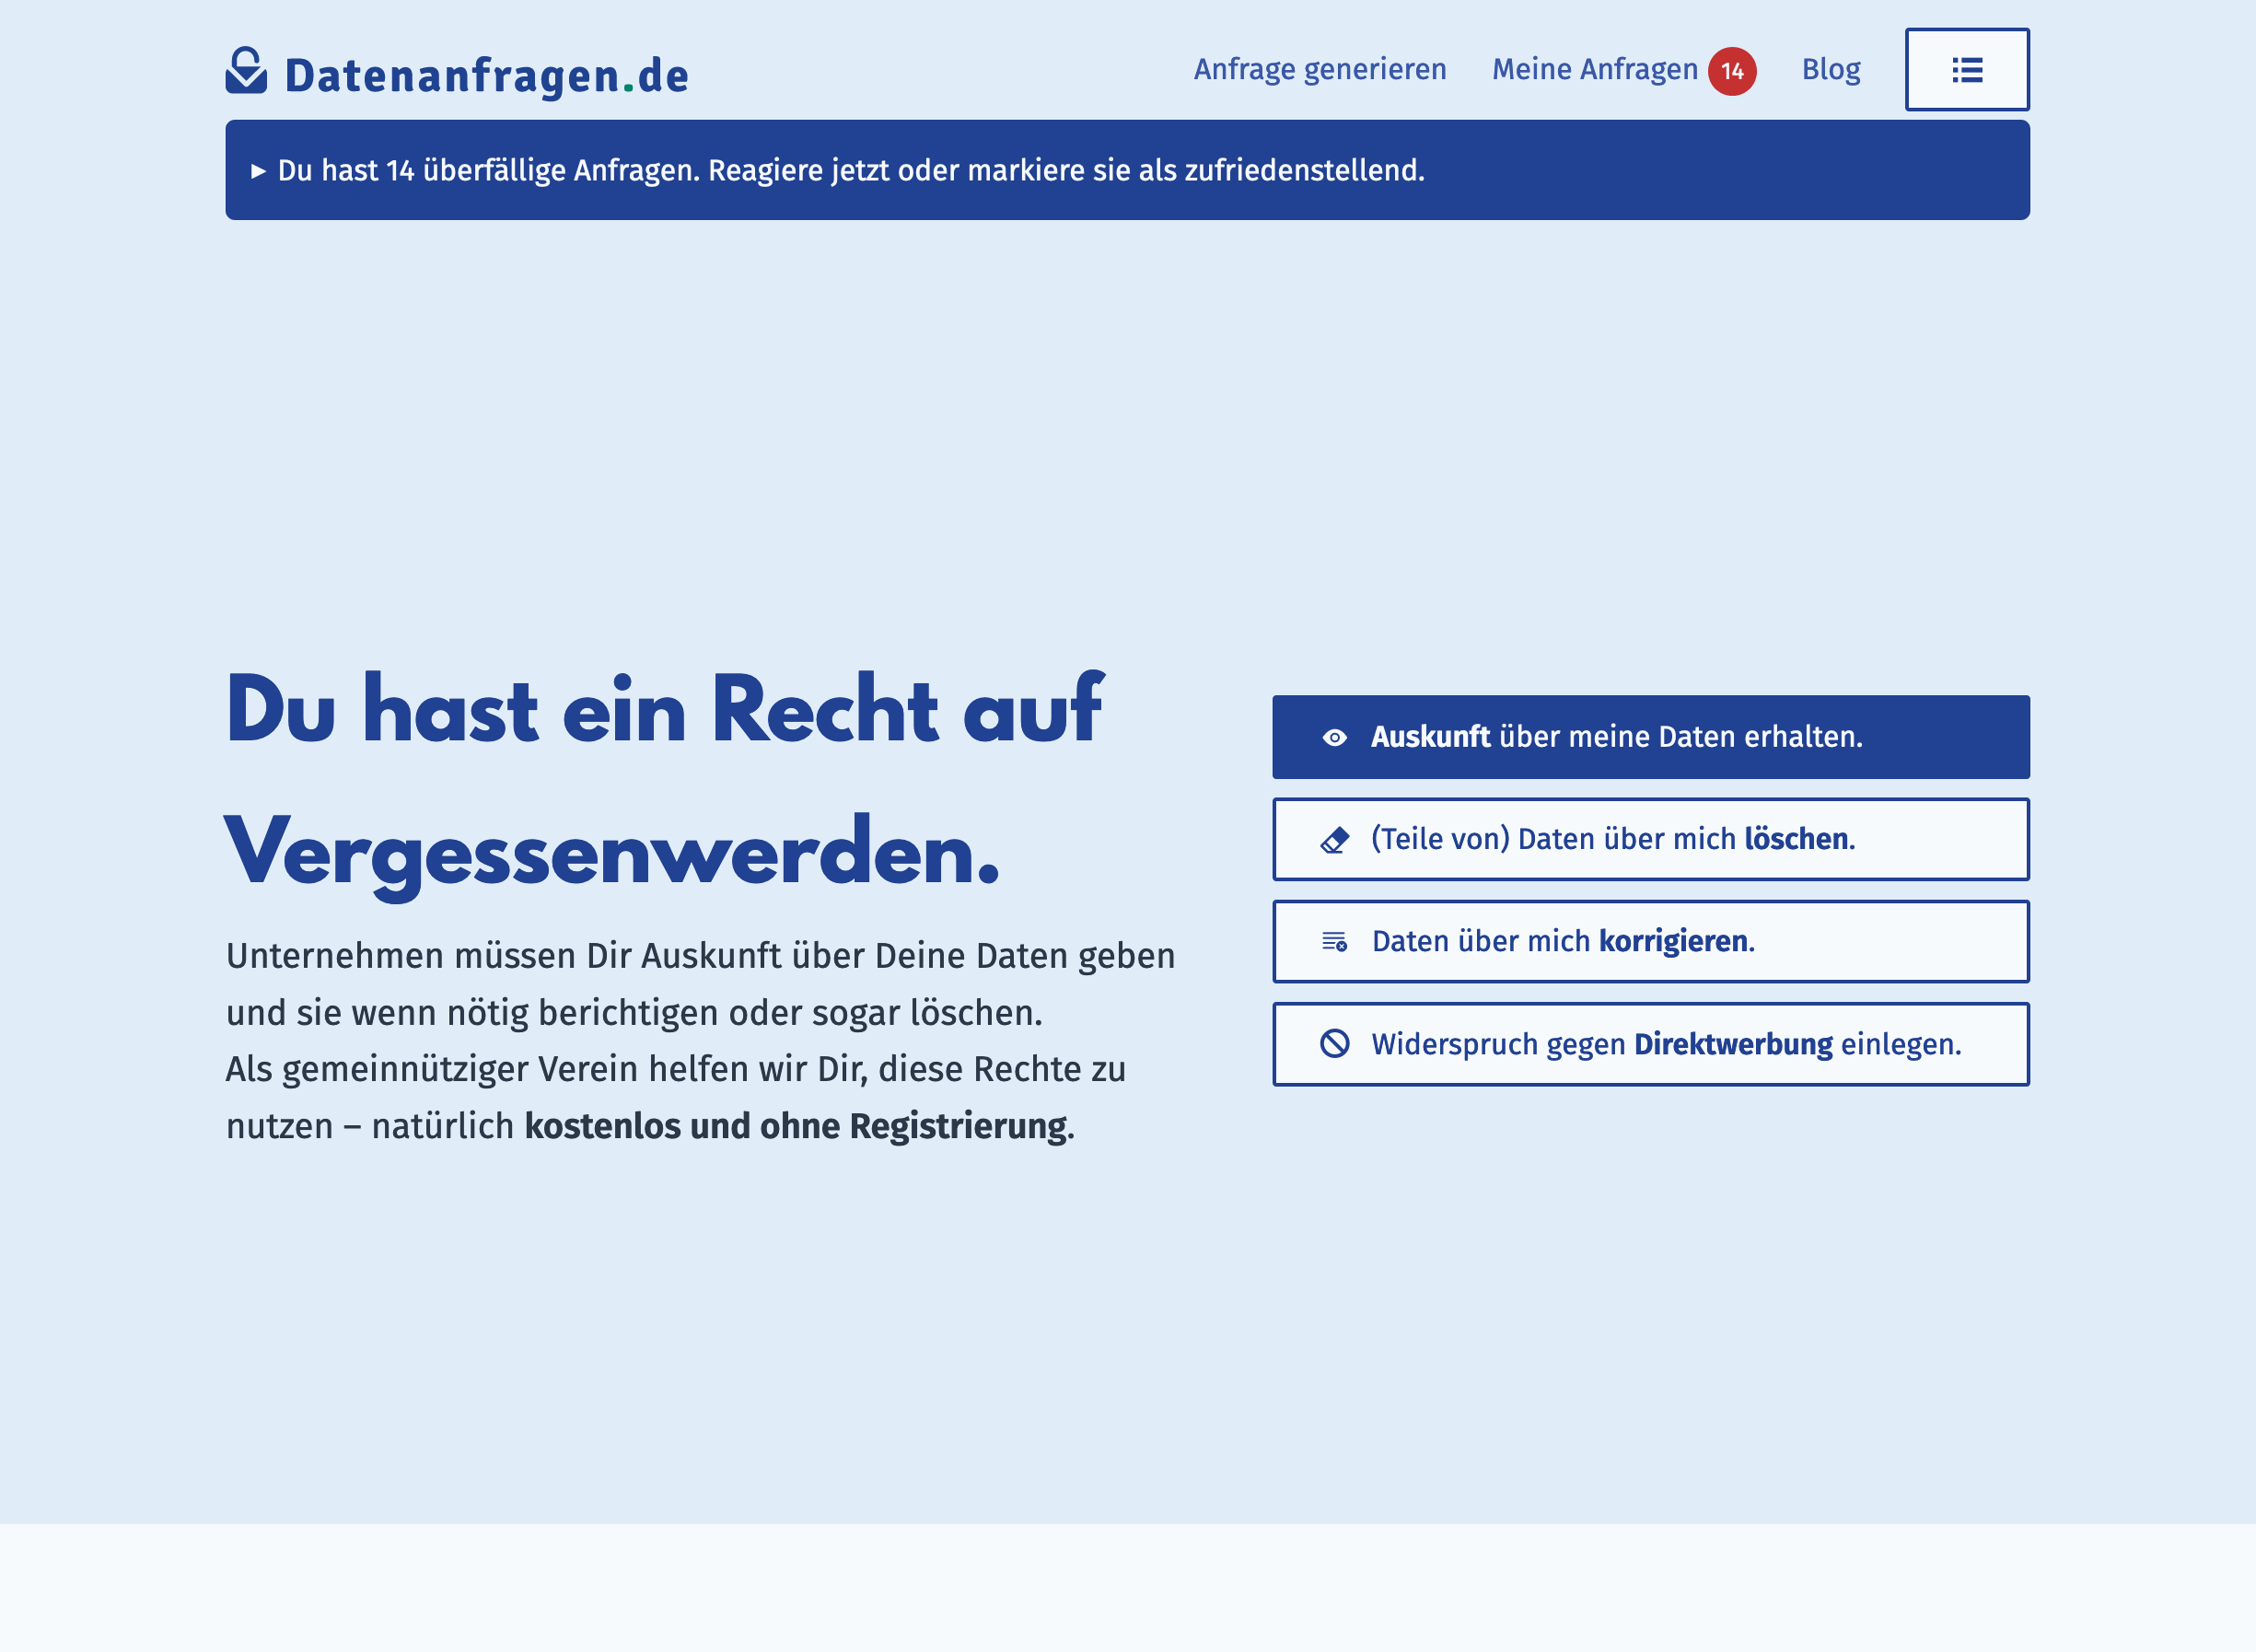 Datenanfragen.de
Anfrage generieren
Meine Anfragen 14
Blog
Du hast 14 überfällige Anfragen. Reagiere jetzt oder markiere sie als zufriedenstellend.
Du hast ein Recht auf
Vergessenwerden.
Unternehmen müssen Dir Auskunft über Deine Daten geben
und sie wenn nötig berichtigen oder sogar löschen.
Als gemeinnütziger Verein helfen wir Dir, diese Rechte zu
nutzen – natürlich kostenlos und ohne Registrierung.
Auskunft über meine Daten erhalten.
(Teile von) Daten über mich löschen.
Daten über mich korrigieren.
Widerspruch gegen Direktwerbung einlegen.